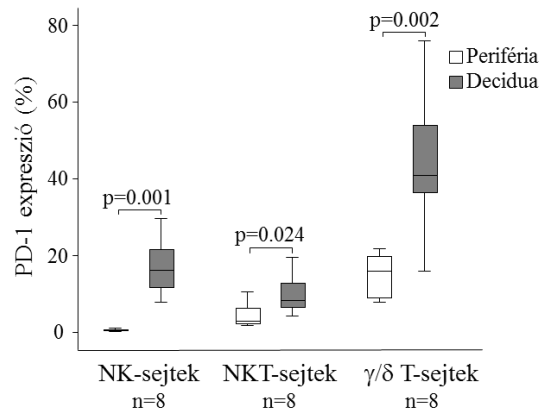 PD-1 expreszió (%)
80
60
40
20
0
p=0.001
p=0.024
p=0.002
Periféria
Decidua
NK-sejtek
n=8
NKT-sejtek
n=8
γ/δ T-sejtek
n=8